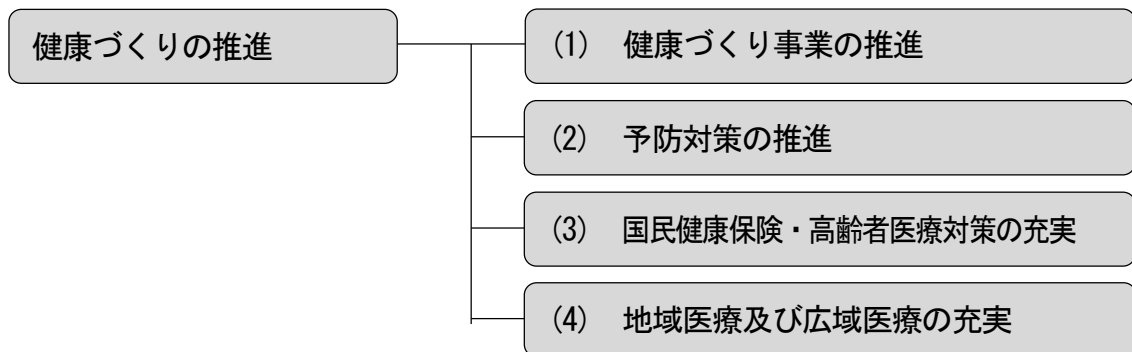 健康づくりの推進
(1) 健康づくり事業の推進
(2) 予防対策の推進
(3) 国民健康保険・高齢者医療対策の充実
(4) 地域医療及び広域医療の充実